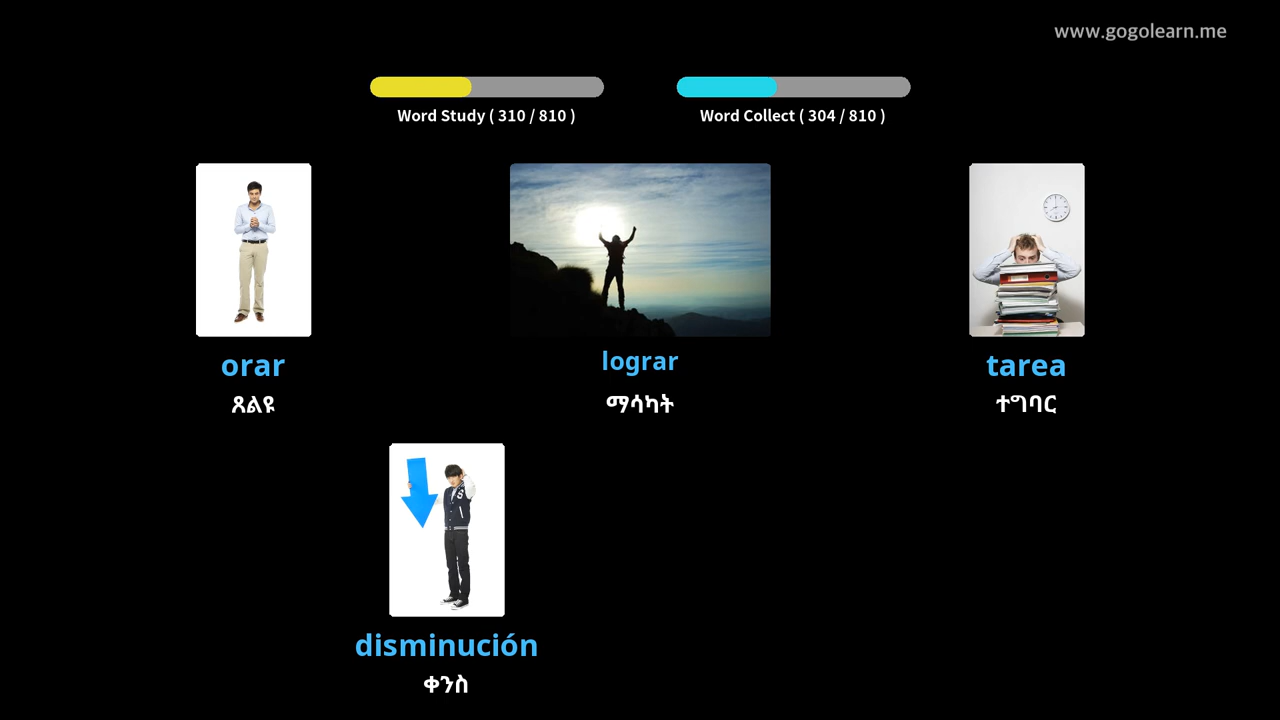 www.gogolearn.me
Word Study ( 310 / 810 )
Word Collect ( 304 / 810 )
orar
lograr
tarea
ጸልዩ
ማሳካት
ተግባር
disminución
ቀንስ